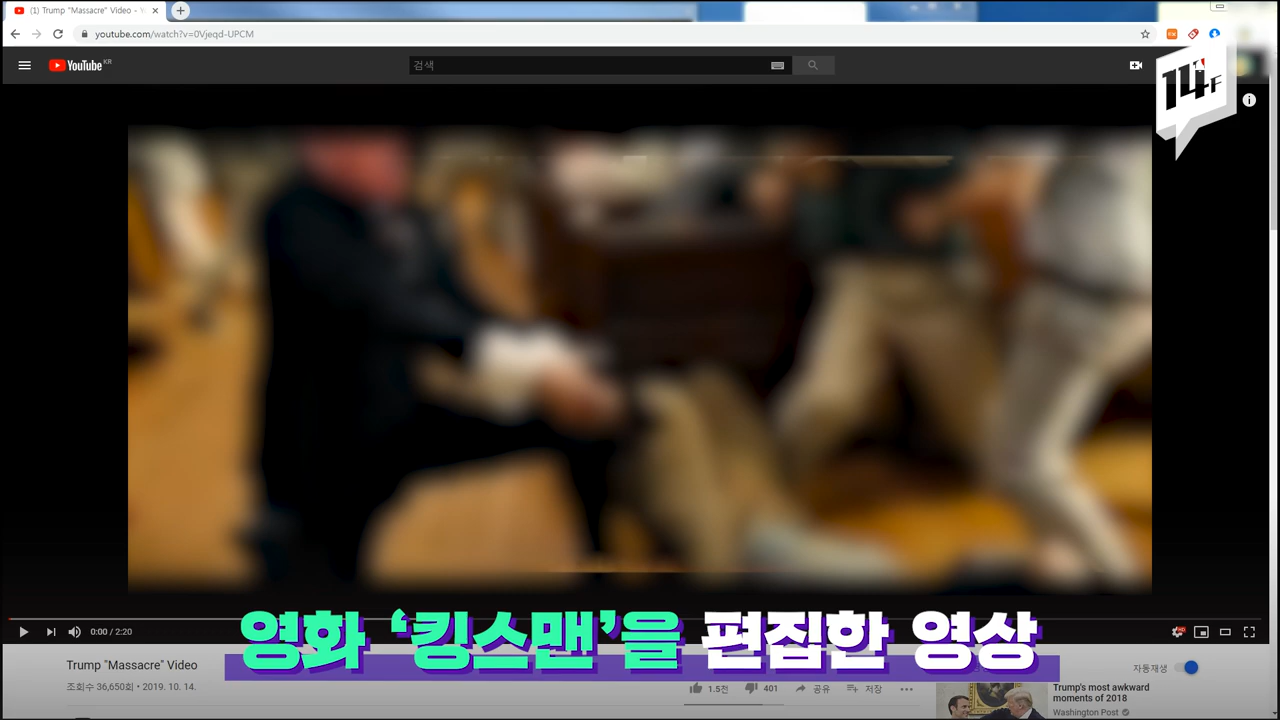 (1) Trump "Massacre" Video -
youtube.com/watch?v=0Vjeqd-UPCM
YouTube KR
검색
14F
0:00 / 2:20
HD
영화 ‘킹스맨’을 편집한 영상
Trump "Massacre" Video
조회수 36,650회 • 2019. 10. 14.
1.5천
401
공유
저장
자동재생
Trump's most awkward
moments of 2018
Washington Post